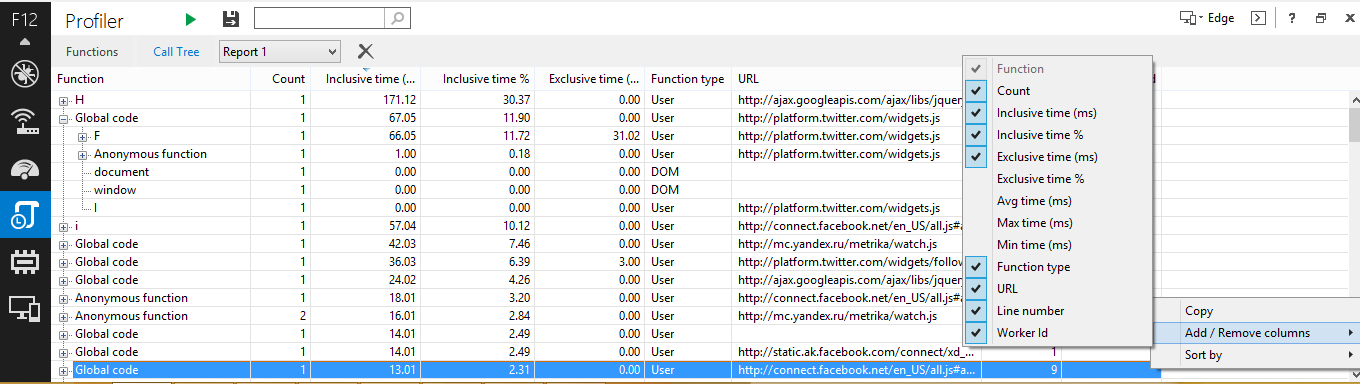 F12 Profiler Edge ?
Functions Call Tree Report 1
Function Count Inclusive time (... Inclusive time % Exclusive time (... Function type URL
H 1 171.12 30.37 0.00 User http://ajax.googleapis.com/ajax/libs/jquery
Global code 1 67.05 11.90 0.00 User http://platform.twitter.com/widgets.js
F 1 66.05 11.72 31.02 User http://platform.twitter.com/widgets.js
Anonymous function 1 1.00 0.18 0.00 User http://platform.twitter.com/widgets.js
document 1 0.00 0.00 0.00 DOM
window 1 0.00 0.00 0.00 DOM
l 1 0.00 0.00 0.00 User http://platform.twitter.com/widgets.js
i 1 57.04 10.12 0.00 User http://connect.facebook.net/en_US/all.js#a
Global code 1 42.03 7.46 0.00 User http://mc.yandex.ru/metrika/watch.js
Global code 1 36.03 6.39 3.00 User http://platform.twitter.com/widgets/follow
Global code 1 24.02 4.26 0.00 User http://ajax.googleapis.com/ajax/libs/jquery
Anonymous function 1 18.01 3.20 0.00 User http://connect.facebook.net/en_US/all.js#a
Anonymous function 2 16.01 2.84 0.00 User http://mc.yandex.ru/metrika/watch.js
Global code 1 14.01 2.49 0.00 User
Global code 1 14.01 2.49 0.00 User http://static.ak.facebook.com/connect/xd_... 1
Global code 1 13.01 2.31 0.00 User http://connect.facebook.net/en_US/all.js#a... 9
Function
Count
Inclusive time (ms)
Inclusive time %
Exclusive time (ms)
Exclusive time %
Avg time (ms)
Max time (ms)
Min time (ms)
Function type
URL
Line number
Worker Id
Copy
Add / Remove columns
Sort by